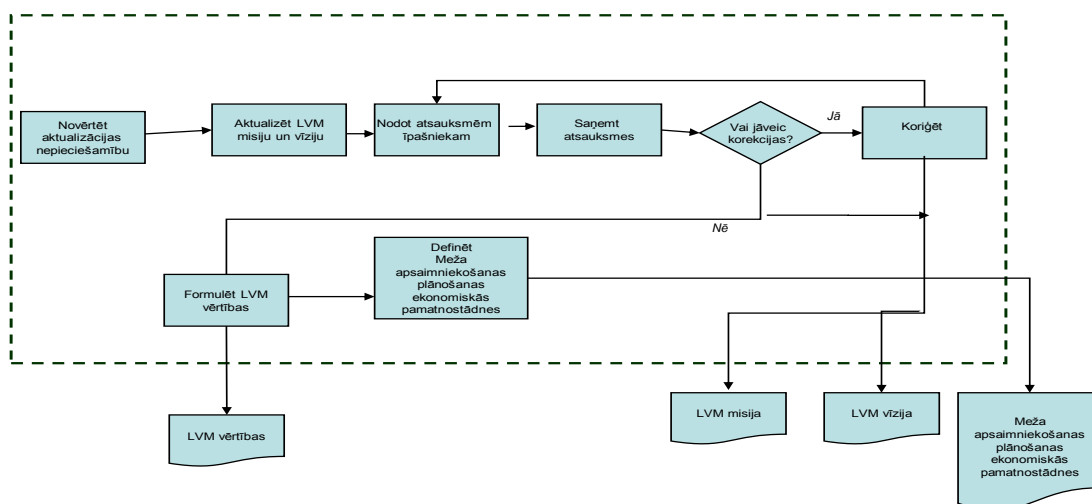 Novērtēt
aktualizācijas
nepieciešamību
Aktualizēt LVM
misiju un vīziju
Nodot atsauksmēm
īpašniekam
Saņemt
atsauksmes
Vai jāveic
korekcijas?
Jā
Koriģēt
Nē
Formulēt LVM
vērtības
Definēt
Meža
apsaimniekošanas
plānošanas
ekonomiskās
pamatnostādnes
LVM vērtības
LVM misija
LVM vīzija
Meža
apsaimniekošanas
plānošanas
ekonomiskās
pamatnostādnes